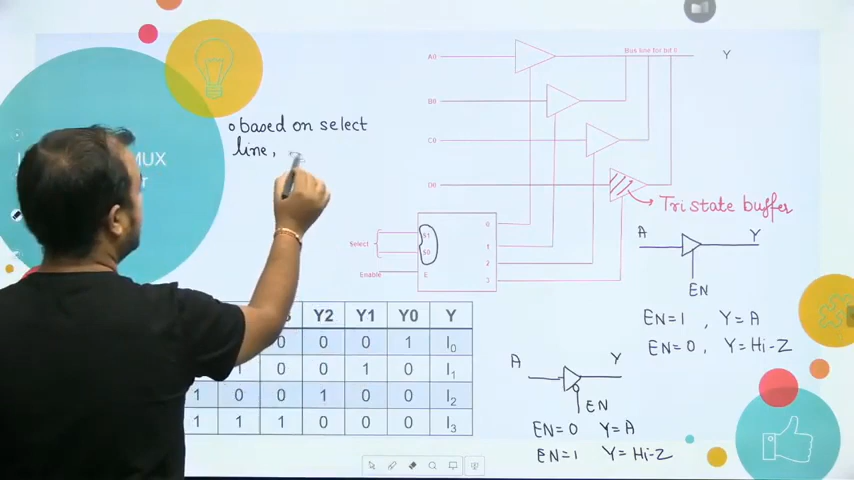 MUX
obased on select
line,
A0
B0
C0
D0
Bus line for bit 0
Y
Tri state buffer
Select
S1
S0
Enable
E
0
1
2
3
A
Y
EN
EN=1 , Y=A
EN=0, Y=Hi-Z
A
Y
EN
EN=0 Y=A
EN=1 Y=Hi-Z
Y2 Y1 Y0 Y
0 0 0 1 I0
0 1 0 I1
1 0 0 1 0 0 I2
1 1 1 0 0 0 I3